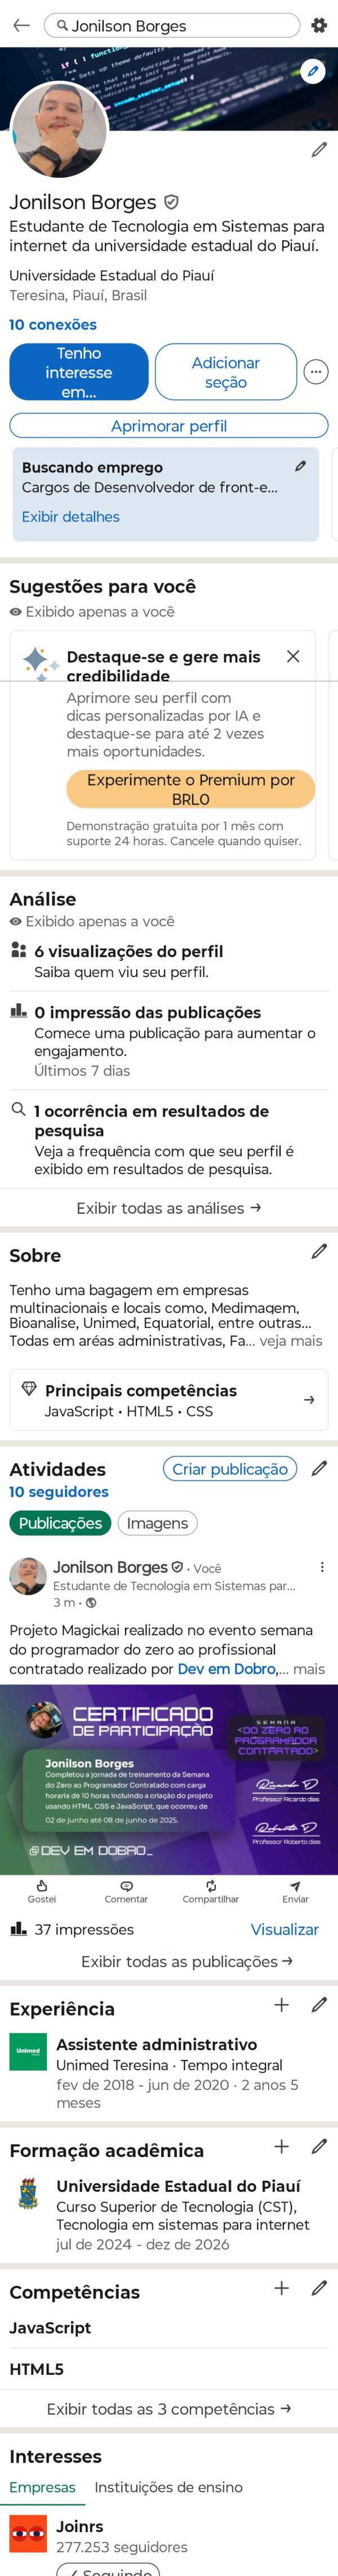 Jonilson Borges
Jonilson Borges
Estudante de Tecnologia em Sistemas para
internet da universidade estadual do Piauí.
Universidade Estadual do Piauí
Teresina, Piauí, Brasil
10 conexões
Tenho
interesse
em...
Adicionar
seção
Aprimorar perfil
Buscando emprego
Cargos de Desenvolvedor de front-e...
Exibir detalhes
Sugestões para você
Exibido apenas a você
Destaque-se e gere mais
credibilidade
Aprimore seu perfil com
dicas personalizadas por IA e
destaque-se para até 2 vezes
mais oportunidades.
Experimente o Premium por
BRL0
Demonstração gratuita por 1 mês com
suporte 24 horas. Cancele quando quiser.
Análise
Exibido apenas a você
6 visualizações do perfil
Saiba quem viu seu perfil.
0 impressão das publicações
Comece uma publicação para aumentar o
engajamento.
Últimos 7 dias
1 ocorrência em resultados de
pesquisa
Veja a frequência com que seu perfil é
exibido em resultados de pesquisa.
Exibir todas as análises →
Sobre
Tenho uma bagagem em empresas
multinacionais e locais como, Medimagem,
Bioanalise, Unimed, Equatorial, entre outras...
Todas em aréas administrativas, Fa... veja mais
Principais competências
JavaScript • HTML5 • CSS
Atividades
Criar publicação
10 seguidores
Publicações
Imagens
Jonilson Borges • Você
Estudante de Tecnologia em Sistemas par...
3 m •
Projeto Magickai realizado no evento semana
do programador do zero ao profissional
contratado realizado por Dev em Dobro,... mais
CERTIFICADO
DE PARTICIPAÇÃO
SEMANA
<DO ZERO AO
PROGRAMADOR
CONTRATADO>
Jonilson Borges
Completou a jornada de treinamento da Semana
do Zero ao Programador Contratado com carga
horaria de 10 horas incluindo a criação do projeto
usando HTML, CSS e JavaScript, que ocorreu de
02 de junho até 08 de junho de 2025.
Professor Ricardo dias
Professor Roberto dias
DEV EM DOBRO_
Gostei
Comentar
Compartilhar
Enviar
37 impressões
Visualizar
Exibir todas as publicações →
Experiência
Unimed
Assistente administrativo
Unimed Teresina · Tempo integral
fev de 2018 - jun de 2020 · 2 anos 5
meses
Formação acadêmica
Universidade Estadual do Piauí
Curso Superior de Tecnologia (CST),
Tecnologia em sistemas para internet
jul de 2024 - dez de 2026
Competências
JavaScript
HTML5
Exibir todas as 3 competências →
Interesses
Empresas
Instituições de ensino
Joinrs
277.253 seguidores
Seguindo